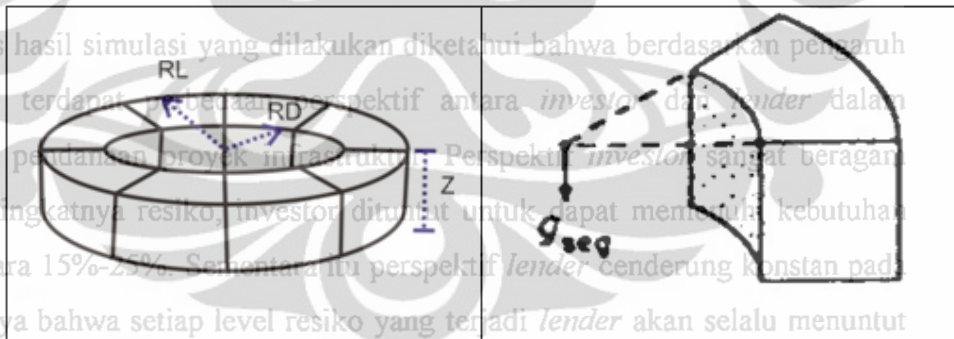 s hasil simulasi yang dilakukan diketahui bahwa berdasarkan pengaruh
RL
terdapat perbedaan perspektif antara investor dan lender dalam
RD
pendanaan proyek infrastruktur. Perspektif investor sangat beragam
Z
ingkatnya resiko, investor dituntut untuk dapat memenuhi kebutuhan
g seg
ara 15%-25%. Sementara itu perspektif lender cenderung konstan pada
ya bahwa setiap level resiko yang terjadi lender akan selalu menuntut